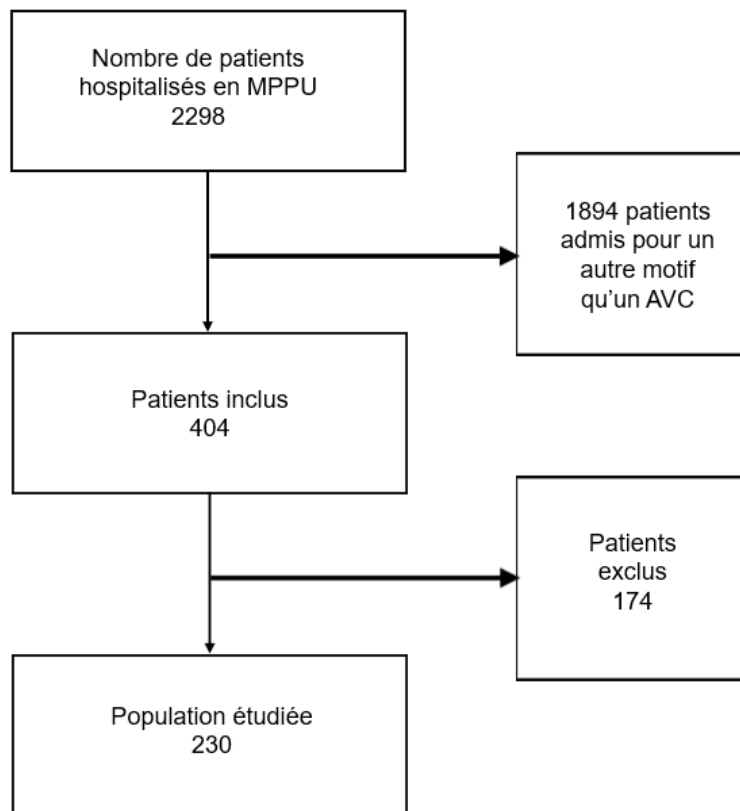 Nombre de patients
hospitalisés en MPPU
2298
1894 patients
admis pour un
autre motif
qu'un AVC
Patients inclus
404
Patients
exclus
174
Population étudiée
230